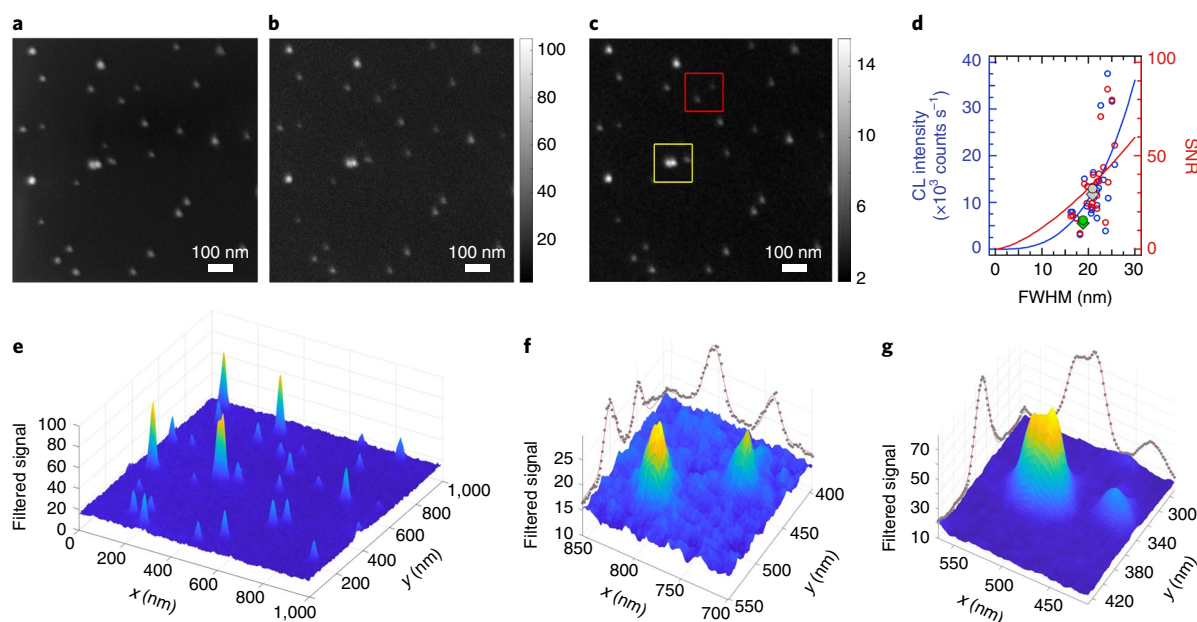 a
b
c
d
100 nm
100 nm
100
80
60
40
20
100 nm
14
10
6
2
CL intensity
(×10³ counts s⁻¹)
40
30
20
10
0
100
50
0
SNR
0 10 20 30
FWHM (nm)
e
f
g
Filtered signal
100
80
60
40
20
0
0
200
400
600
800
1,000
x (nm)
200
400
600
800
1,000
y (nm)
Filtered signal
25
20
15
10
850
800
750
700
x (nm)
550
500
450
400
y (nm)
Filtered signal
70
50
30
10
550
500
450
x (nm)
420
380
340
300
y (nm)